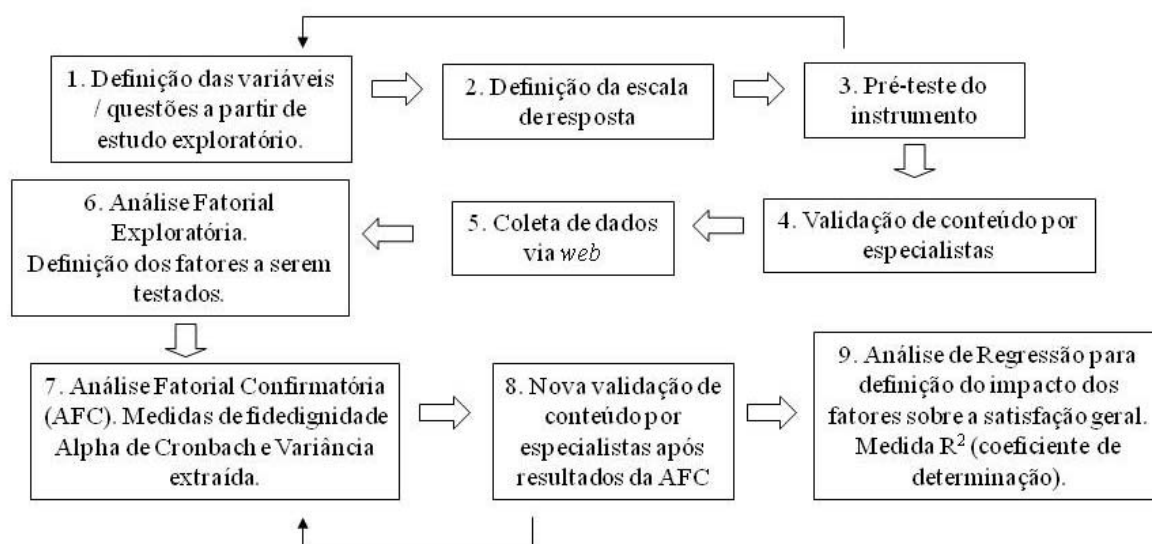 1. Definição das variáveis
/ questões a partir de
estudo exploratório.
2. Definição da escala
de resposta
3. Pré-teste do
instrumento
4. Validação de conteúdo por
especialistas
5. Coleta de dados
via web
6. Análise Fatorial
Exploratória.
Definição dos fatores a serem
testados.
7. Análise Fatorial Confirmatória
(AFC). Medidas de fidedignidade
Alpha de Cronbach e Variância
extraída.
8. Nova validação de
conteúdo por
especialistas após
resultados da AFC
9. Análise de Regressão para
definição do impacto dos
fatores sobre a satisfação geral.
Medida R² (coeficiente de
determinação).